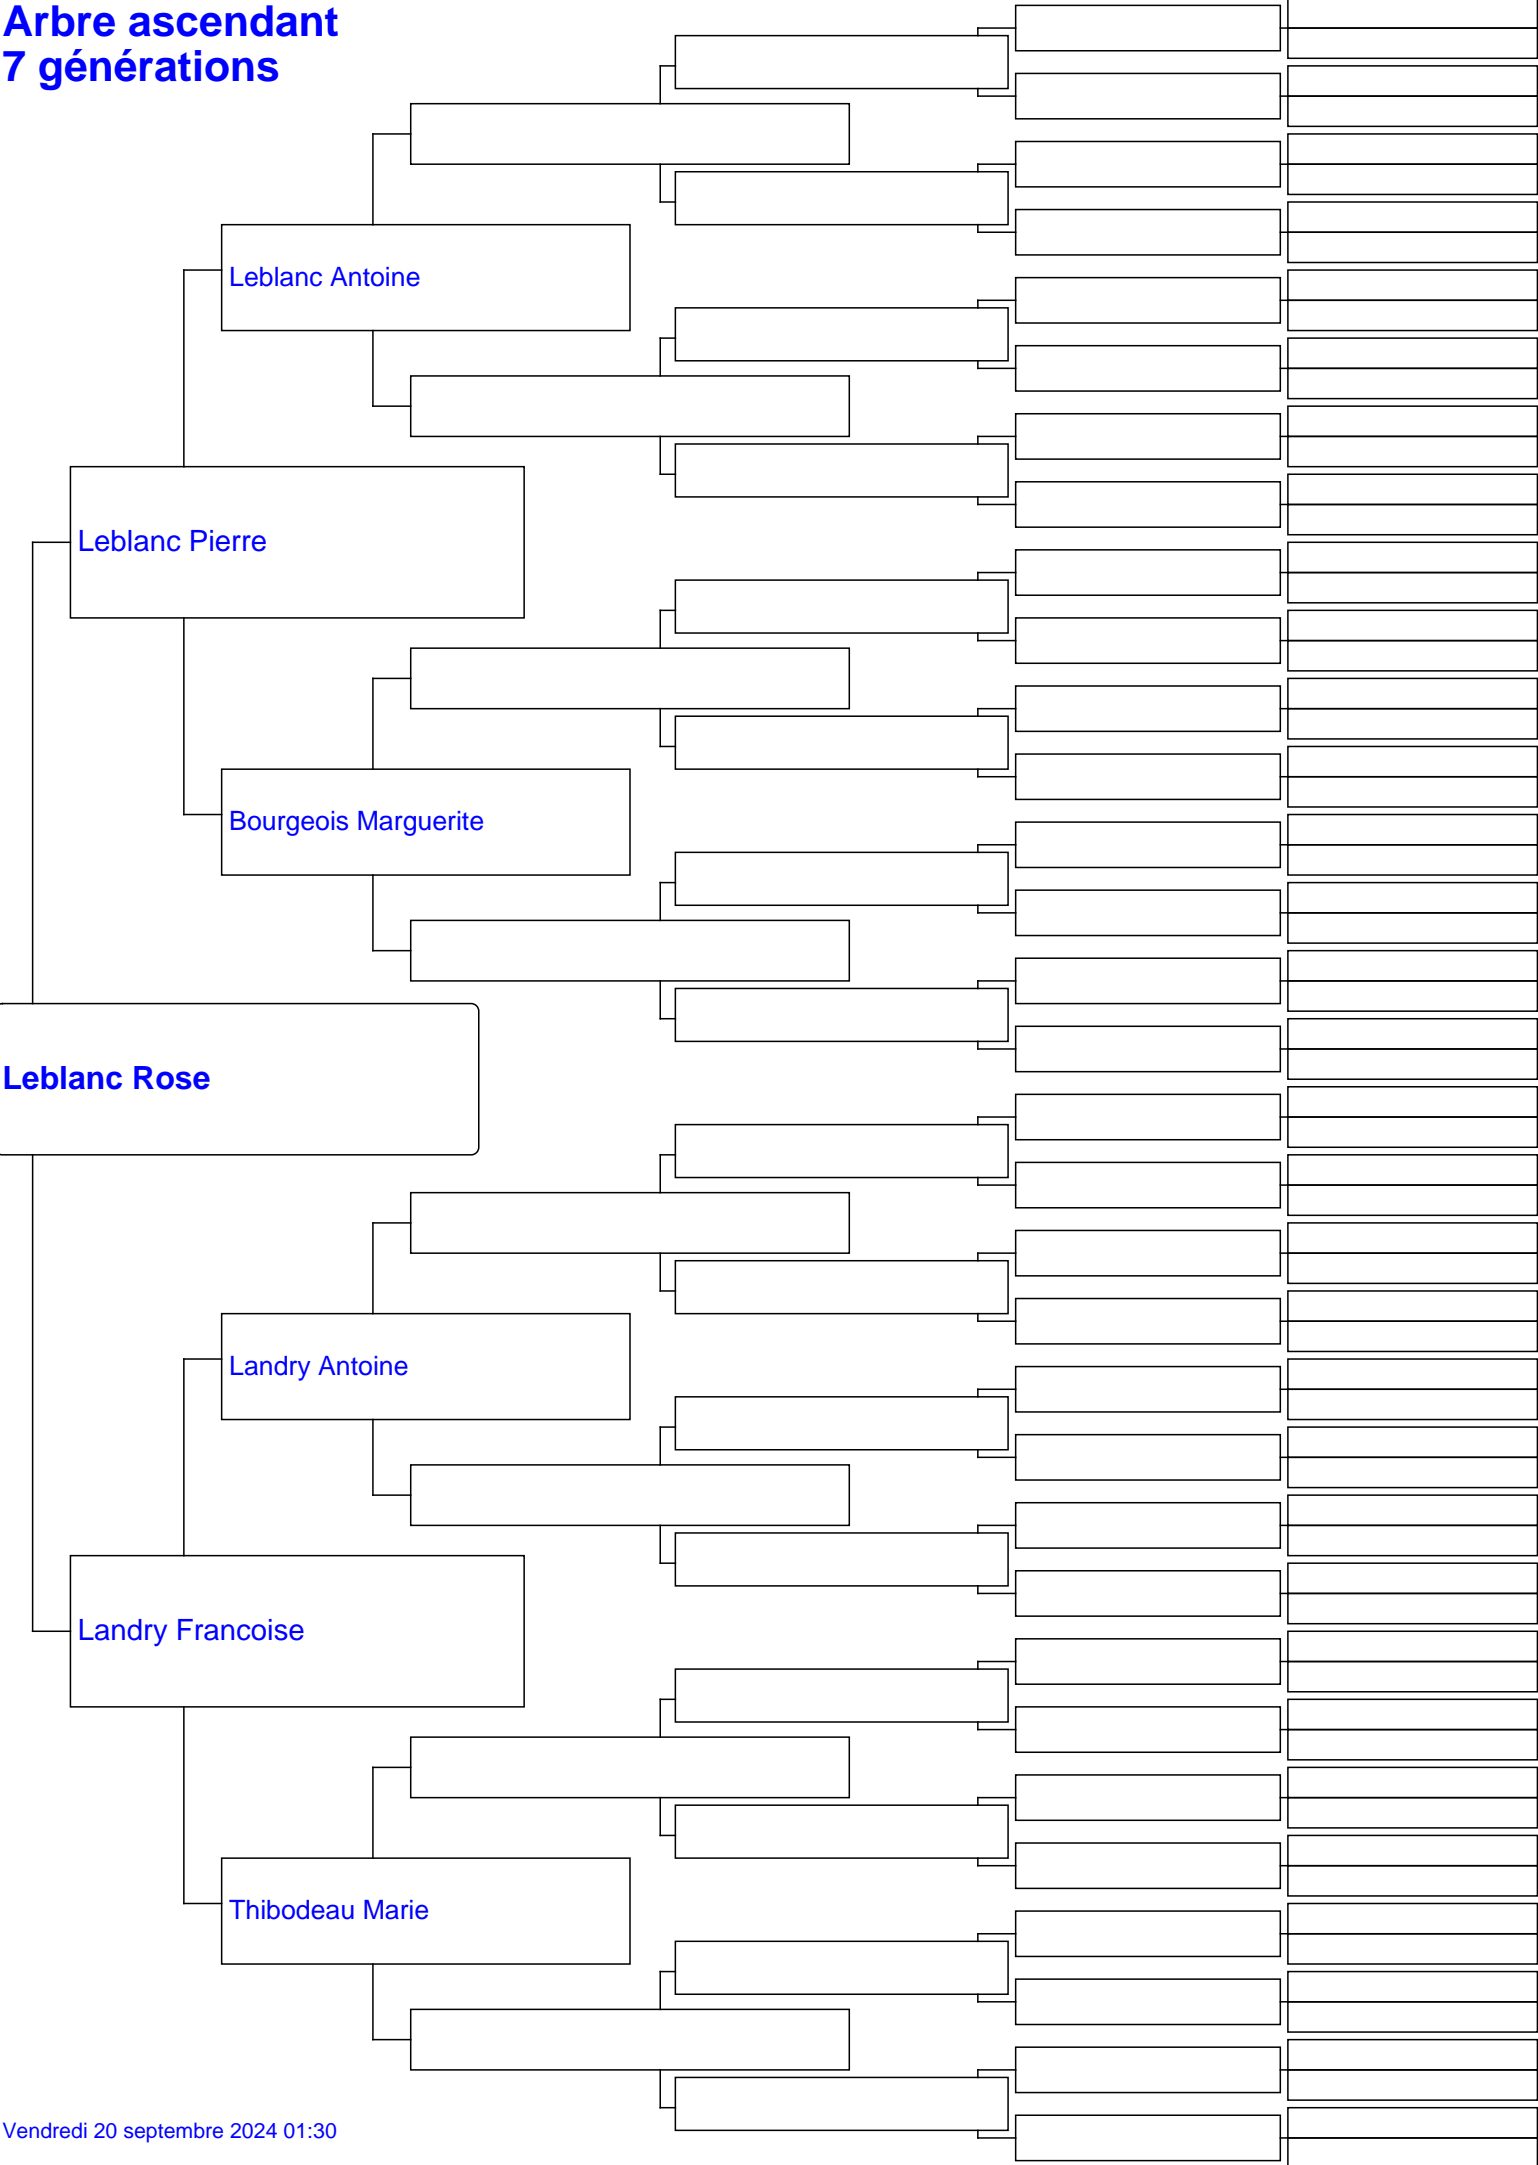 Arbre ascendant
7 générations
Leblanc Antoine
Leblanc Pierre
Bourgeois Marguerite
Leblanc Rose
Landry Antoine
Landry Francoise
Thibodeau Marie
Vendredi 20 septembre 2024 01:30